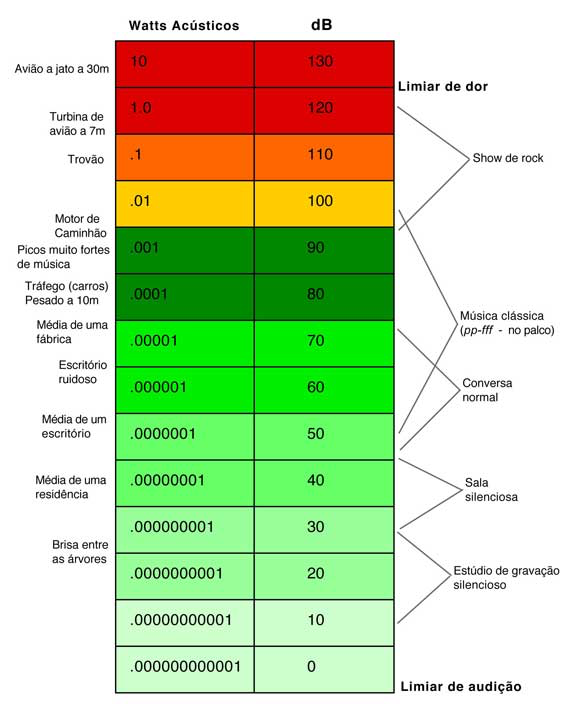 Watts Acústicos dB
10 130
Avião a jato a 30m
Limiar de dor
1.0 120
Turbina de
avião a 7m
.1 110
Trovão
Show de rock
.01 100
Motor de
Caminhão
.001 90
Picos muito fortes
de música
.0001 80
Tráfego (carros)
Pesado a 10m
Música clássica
(pp-fff - no palco)
.00001 70
Média de uma
fábrica
.000001 60
Escritório
ruidoso
Conversa
normal
.0000001 50
Média de um
escritório
.00000001 40
Média de uma
residência
Sala
silenciosa
.000000001 30
Brisa entre
as árvores
.0000000001 20
Estúdio de gravação
silencioso
.00000000001 10
.000000000001 0
Limiar de audição